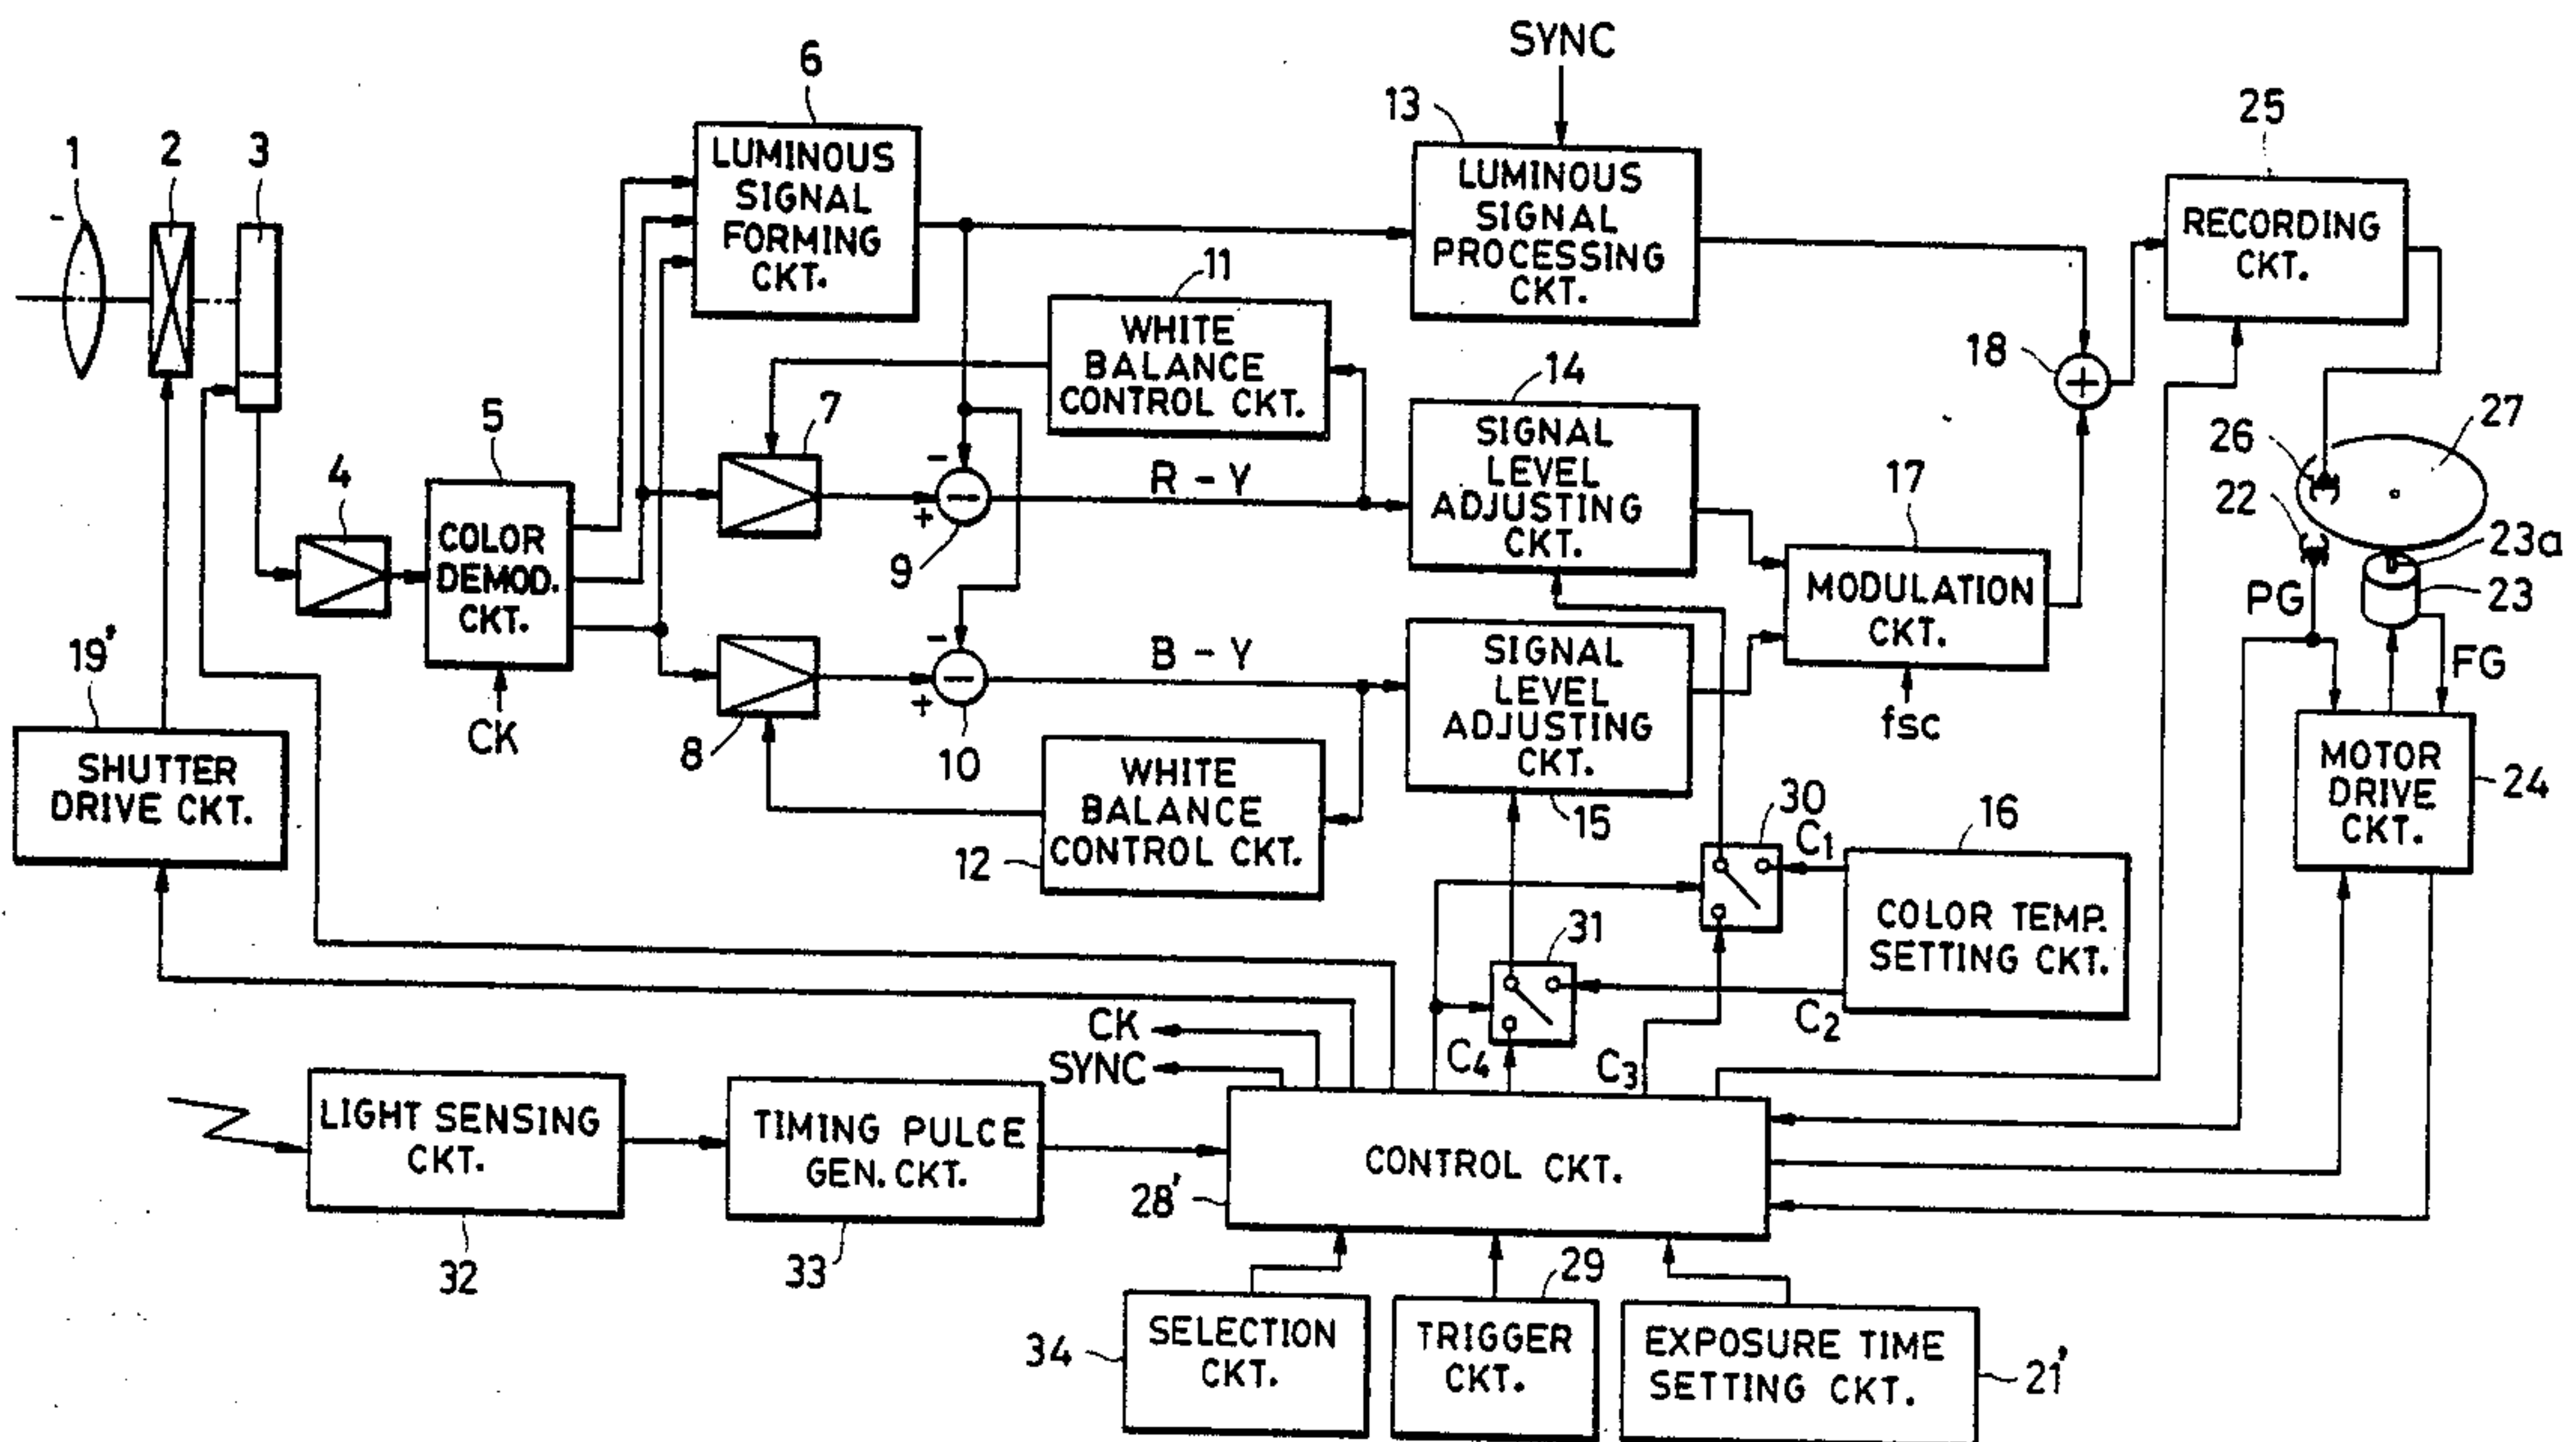 SYNC
6
13
25
1
2
3
LUMINOUS
SIGNAL
FORMING
CKT.
LUMINOUS
SIGNAL
PROCESSING
CKT.
RECORDING
CKT.
11
WHITE
BALANCE
CONTROL CKT.
18
+
14
5
7
4
-
+
9
R - Y
SIGNAL
LEVEL
ADJUSTING
CKT.
17
26
27
22
23a
23
PG
FG
COLOR
DEMOD.
CKT.
CK
MODULATION
CKT.
fsc
19'
SHUTTER
DRIVE CKT.
8
-
+
10
B - Y
SIGNAL
LEVEL
ADJUSTING
CKT.
15
12
WHITE
BALANCE
CONTROL CKT.
30
C1
16
COLOR TEMP.
SETTING CKT.
MOTOR
DRIVE
CKT.
24
31
C2
C4
C3
CK
SYNC
LIGHT SENSING
CKT.
32
TIMING PULCE
GEN. CKT.
33
CONTROL CKT.
28'
34
SELECTION
CKT.
29
TRIGGER
CKT.
EXPOSURE TIME
SETTING CKT.
21'